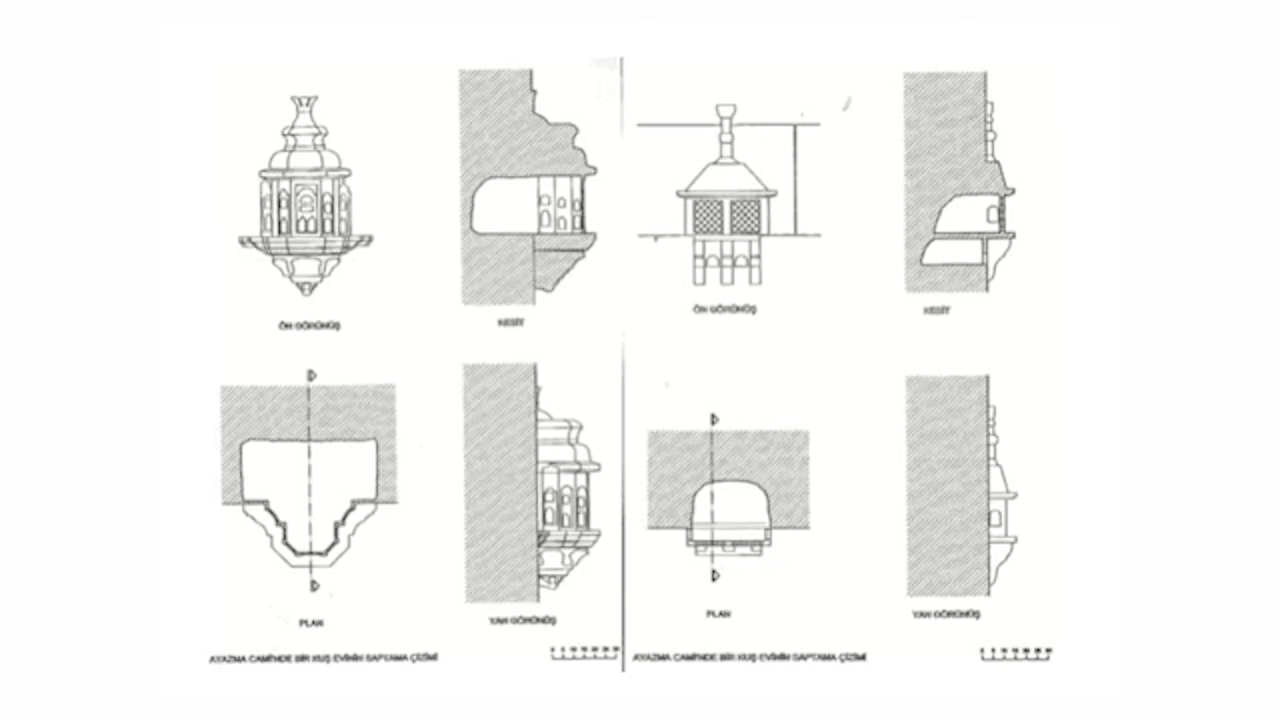 ÖN GÖRÜNÜŞ
KESİT
PLAN
YAN GÖRÜNÜŞ
AYAZMA CAMİ'NDE BİR KUŞ EVİNİN SAPTAMA ÇİZİMİ
ÖN GÖRÜNÜŞ
KESİT
PLAN
YAN GÖRÜNÜŞ
AYAZMA CAMİ'NDE BİR KUŞ EVİNİN SAPTAMA ÇİZİMİ